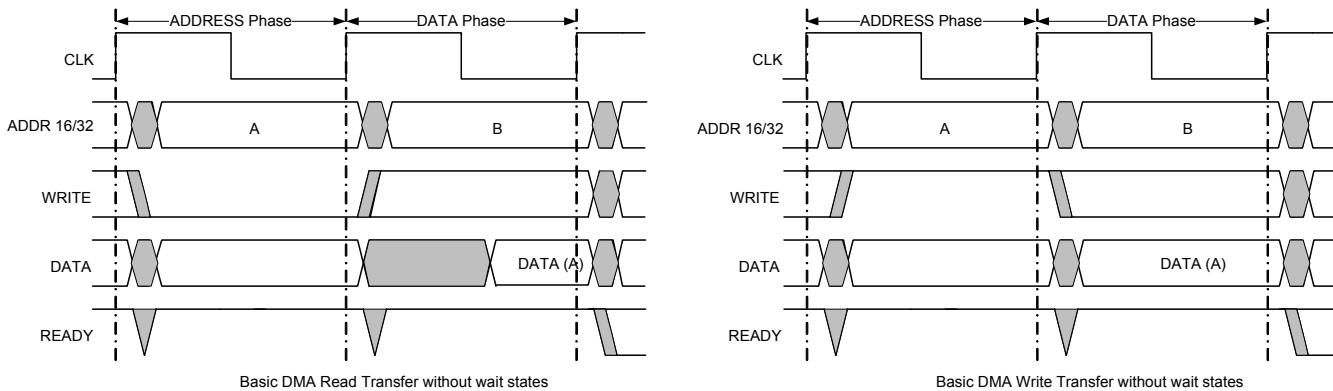 ADDRESS Phase
DATA Phase
CLK
ADDR 16/32
A
B
WRITE
DATA
DATA (A)
READY
Basic DMA Read Transfer without wait states
ADDRESS Phase
DATA Phase
CLK
ADDR 16/32
A
B
WRITE
DATA
DATA (A)
READY
Basic DMA Write Transfer without wait states